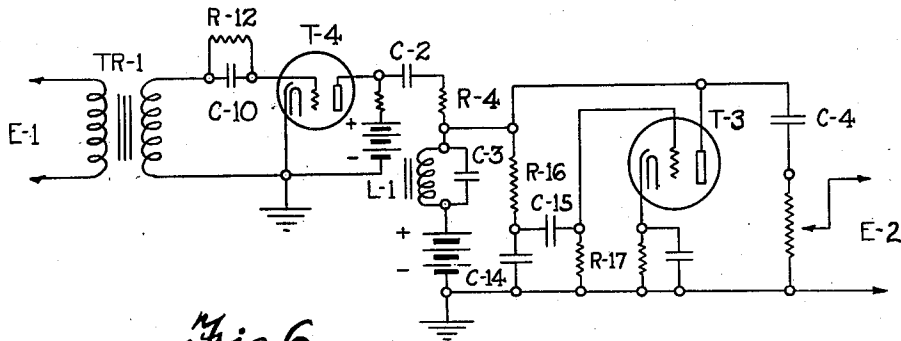 R-12
T-4
TR-1
C-2
C-10
R-4
T-3
C-4
E-1
+
-
C-3
L-1
R-16
C-15
E-2
+
-
C-14
R-17
Fig 6